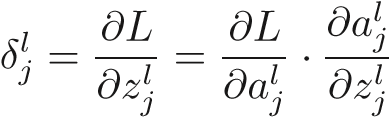 δ^l_j = ∂L/∂z^l_j = ∂L/∂a^l_j · ∂a^l_j/∂z^l_j